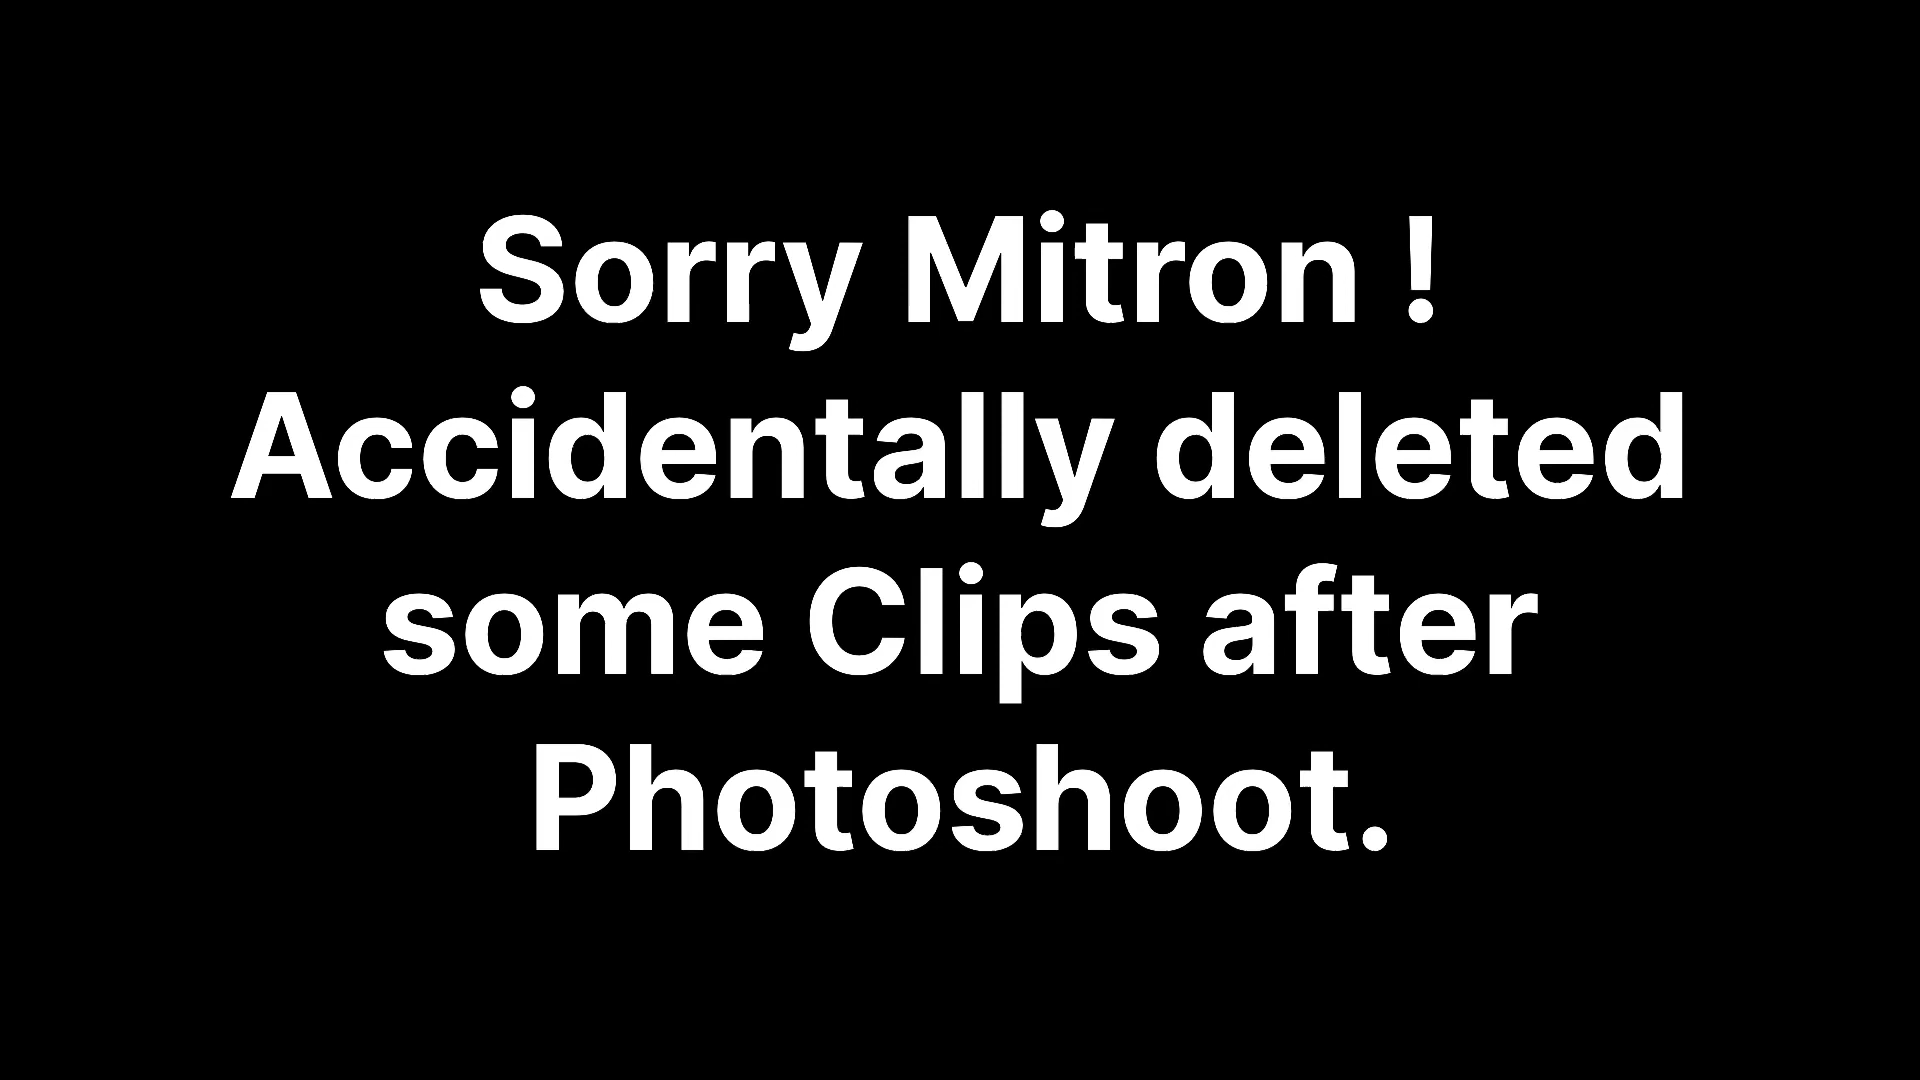 Sorry Mitron !
Accidentally deleted
some Clips after
Photoshoot.